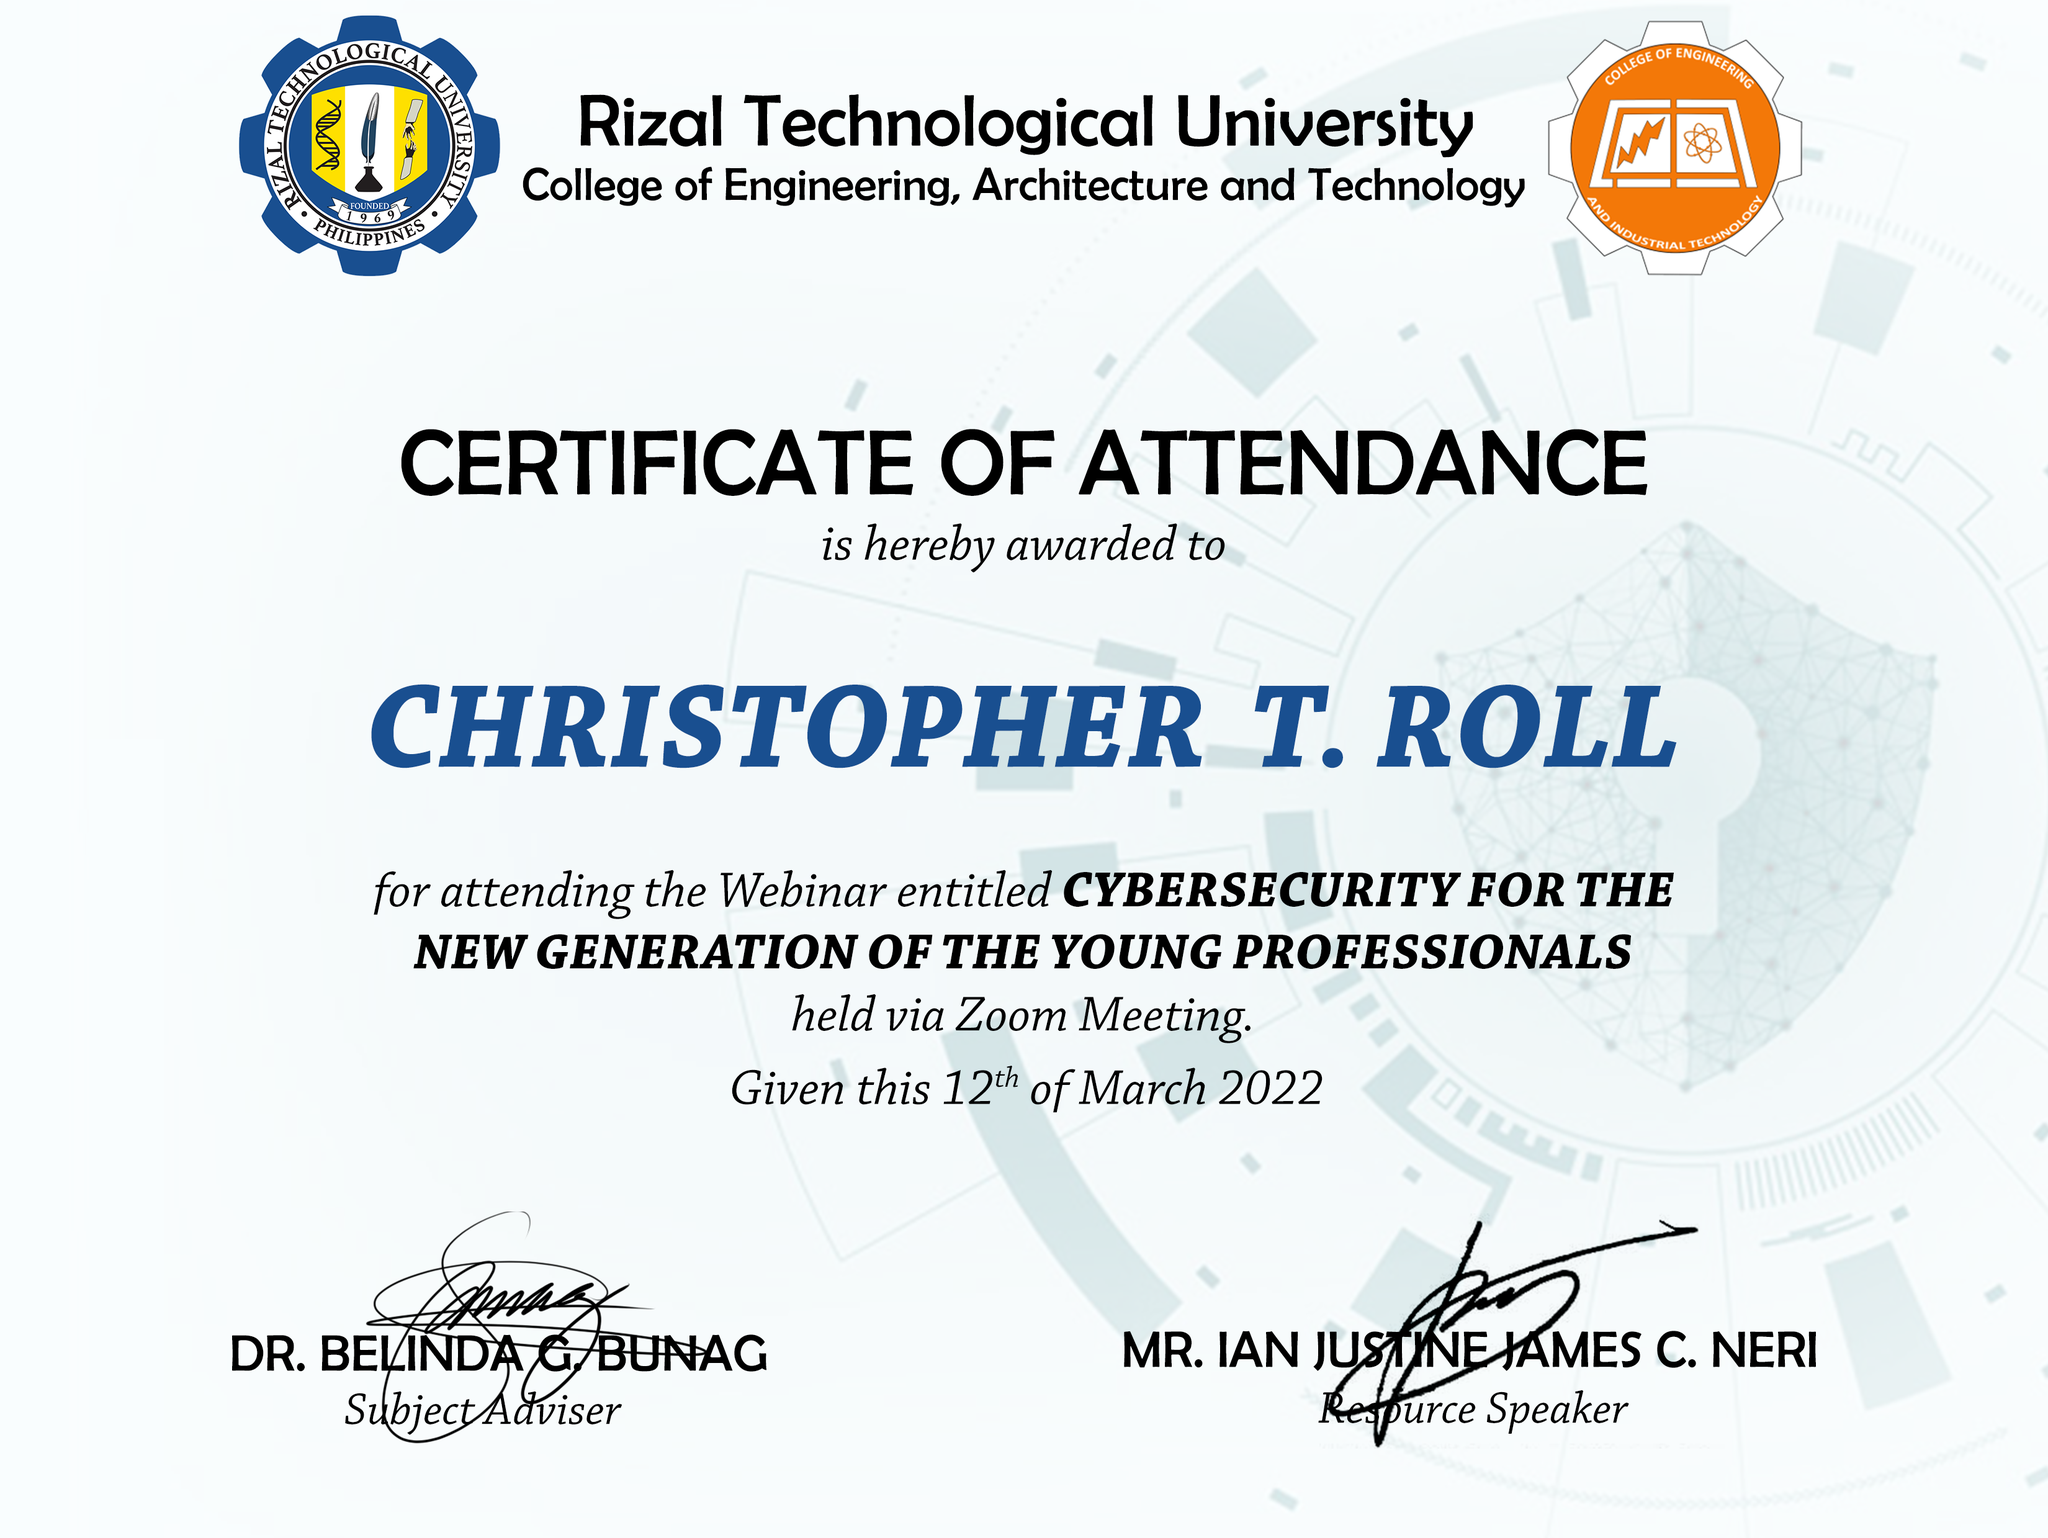 RIZAL TECHNOLOGICAL UNIVERSITY
FOUNDED
1969
• PHILIPPINES •
Rizal Technological University
College of Engineering, Architecture and Technology
COLLEGE OF ENGINEERING
AND INDUSTRIAL TECHNOLOGY
CERTIFICATE OF ATTENDANCE
is hereby awarded to
CHRISTOPHER T. ROLL
for attending the Webinar entitled CYBERSECURITY FOR THE
NEW GENERATION OF THE YOUNG PROFESSIONALS
held via Zoom Meeting.
Given this 12th of March 2022
DR. BELINDA G. BUNAG
Subject Adviser
MR. IAN JUSTINE JAMES C. NERI
Resource Speaker